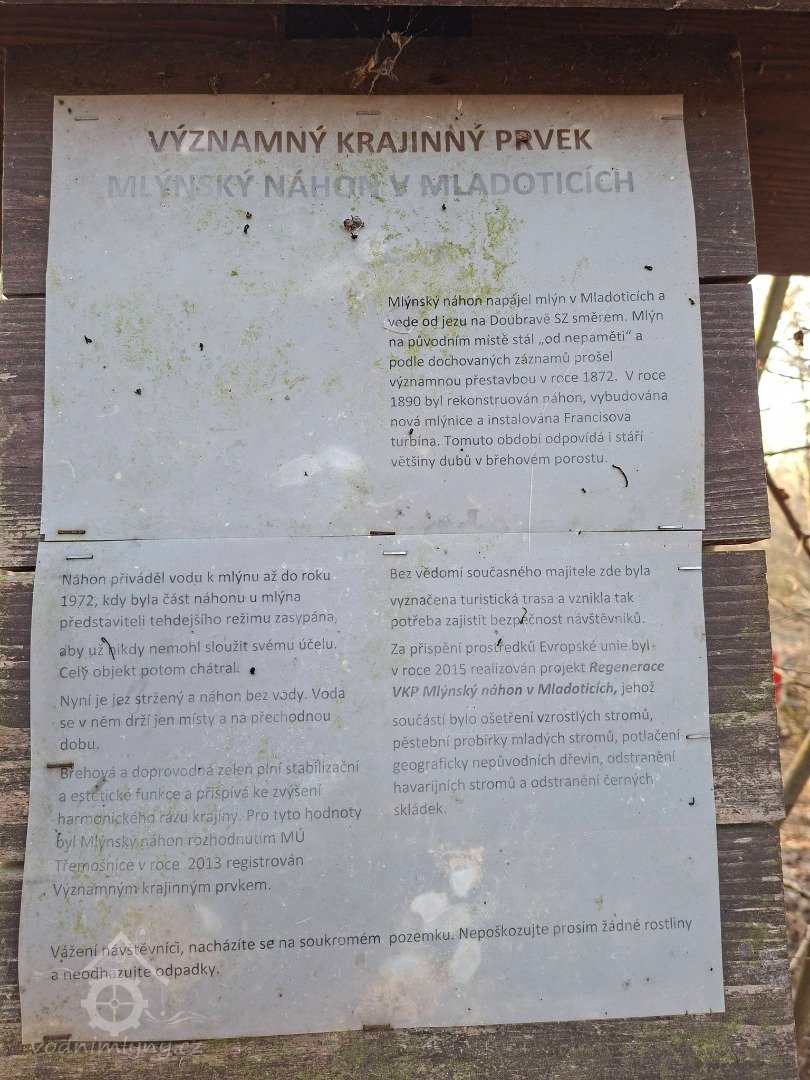 VÝZNAMNÝ KRAJINNÝ PRVEK
MLÝNSKÝ NÁHON V MLADOTICÍCH
Mlýnský náhon napájel mlýn v Mladoticích a
vede od jezu na Doubravě SZ směrem. Mlýn
na původním místě stál „od nepaměti“ a
podle dochovaných záznamů prošel
významnou přestavbou v roce 1872. V roce
1890 byl rekonstruován náhon, vybudována
nová mlýnice a instalována Francisova
turbína. Tomuto období odpovídá i stáří
většiny dubů v břehovém porostu.
Náhon přiváděl vodu k mlýnu až do roku
1972, kdy byla část náhonu u mlýna
představiteli tehdejšího režimu zasypána,
aby už nikdy nemohl sloužit svému účelu.
Celý objekt potom chátral.
Nyní je jez stržený a náhon bez vody. Voda
se v něm drží jen místy a na přechodnou
dobu.
Břehová a doprovodná zeleň plní stabilizační
a estetické funkce a přispívá ke zvýšení
harmonického rázu krajiny. Pro tyto hodnoty
byl Mlýnský náhon rozhodnutím MÚ
Třemošnice v roce 2013 registrován
Významným krajinným prvkem.
Bez vědomí současného majitele zde byla
vyznačena turistická trasa a vznikla tak
potřeba zajistit bezpečnost návštěvníků.
Za přispění prostředků Evropské unie byl
v roce 2015 realizován projekt Regenerace
VKP Mlýnský náhon v Mladoticích, jehož
součástí bylo ošetření vzrostlých stromů,
pěstební probírky mladých stromů, potlačení
geograficky nepůvodních dřevin, odstranění
havarijních stromů a odstranění černých
skládek.
Vážení návštěvníci, nacházíte se na soukromém pozemku. Nepoškozujte prosím žádné rostliny
a neodhazujte odpadky.
vodnimlyny.cz